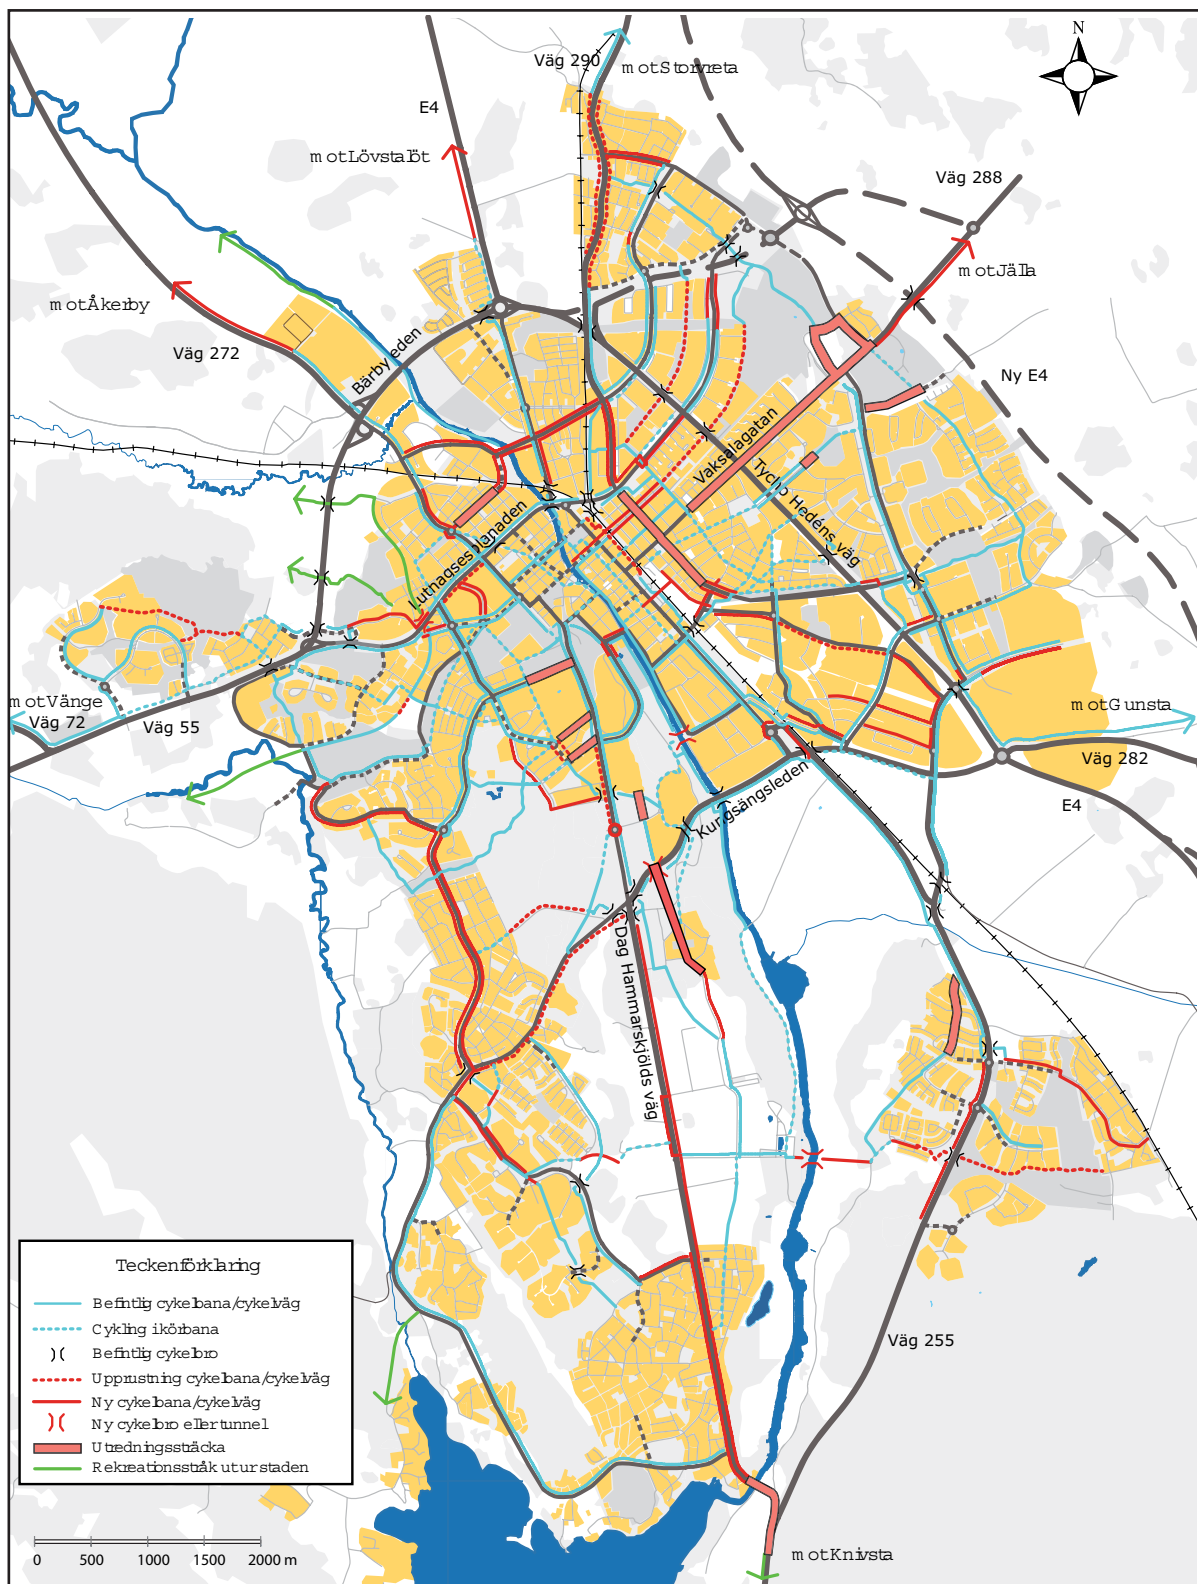 N
Väg 290
mot Storvreta
E4
mot Lövstalöt
Väg 288
mot Jälla
mot Åkerby
Väg 272
Bärbyleden
Ny E4
Vaksalagatan
Tycho Hedéns väg
Luthagsesplanaden
mot Vänge
Väg 72
Väg 55
mot Gunsta
Väg 282
E4
Kungsängsleden
Dag Hammarskjölds väg
Väg 255
mot Knivsta
Teckenförklaring
Befintlig cykelbana/cykelväg
Cykling i körbana
Befintlig cykelbro
Upprustning cykelbana/cykelväg
Ny cykelbana/cykelväg
Ny cykelbro eller tunnel
Utredningssträcka
Rekreationsstråk ut ur staden
0 500 1000 1500 2000 m